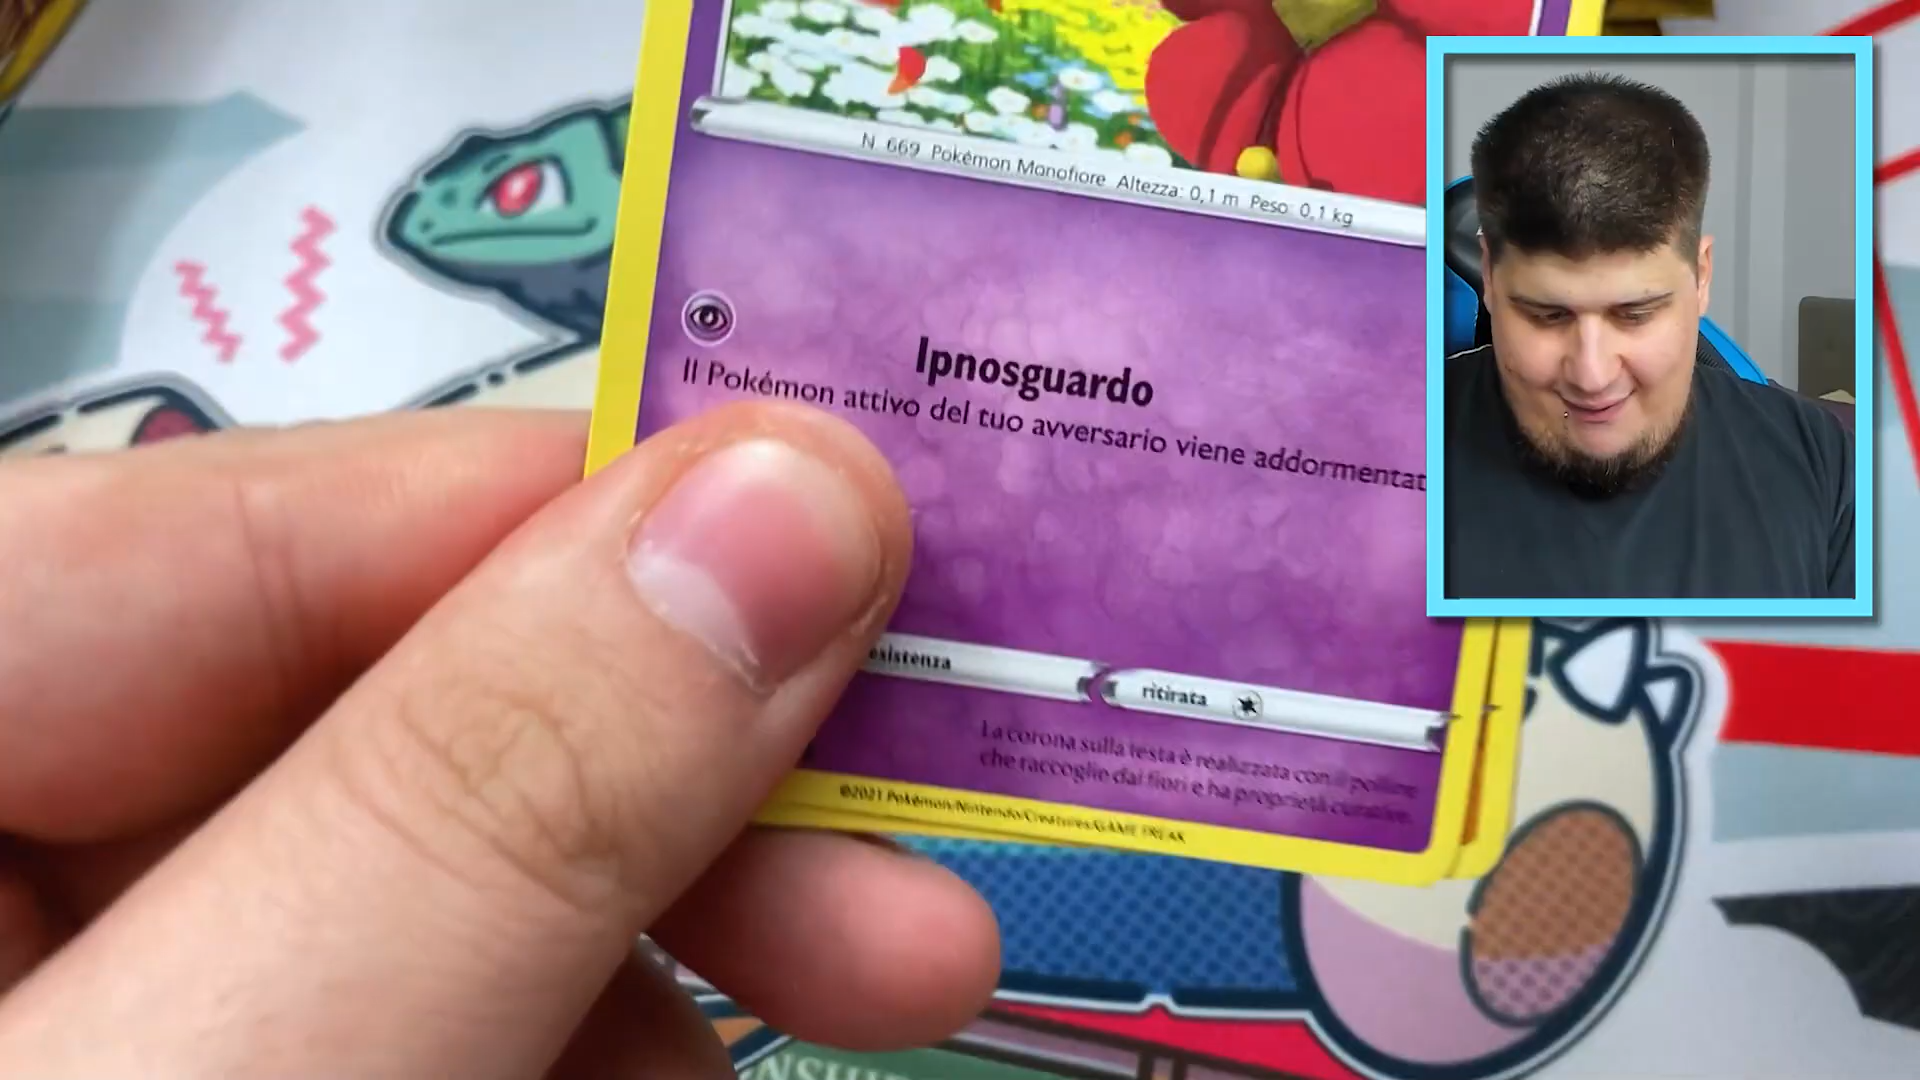 N 669 Pokémon Monofiore Altezza: 0,1 m Peso: 0,1 kg
Ipnosguardo
Il Pokémon attivo del tuo avversario viene addormentat
esistenza
ritirata
La corona sulla testa è realizzata con il polline
che raccoglie dai fiori e ha proprietà curative.
©2021 Pokémon/Nintendo/Creatures/GAME FREAK
NSHIP